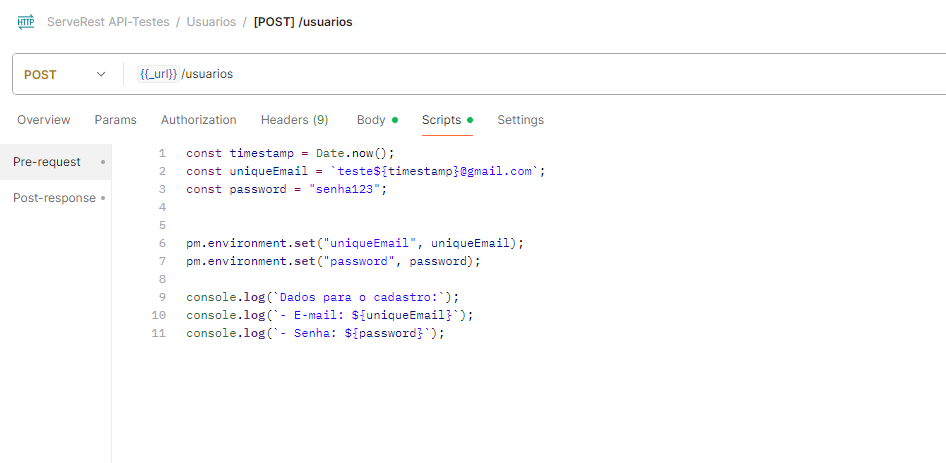 HTTP ServeRest API-Testes / Usuarios / [POST] /usuarios
POST {{_url}} /usuarios
Overview Params Authorization Headers (9) Body Scripts Settings
Pre-request
Post-response
1 const timestamp = Date.now();
2 const uniqueEmail = `teste${timestamp}@gmail.com`;
3 const password = "senha123";
4
5
6 pm.environment.set("uniqueEmail", uniqueEmail);
7 pm.environment.set("password", password);
8
9 console.log(`Dados para o cadastro:`);
10 console.log(`- E-mail: ${uniqueEmail}`);
11 console.log(`- Senha: ${password}`);